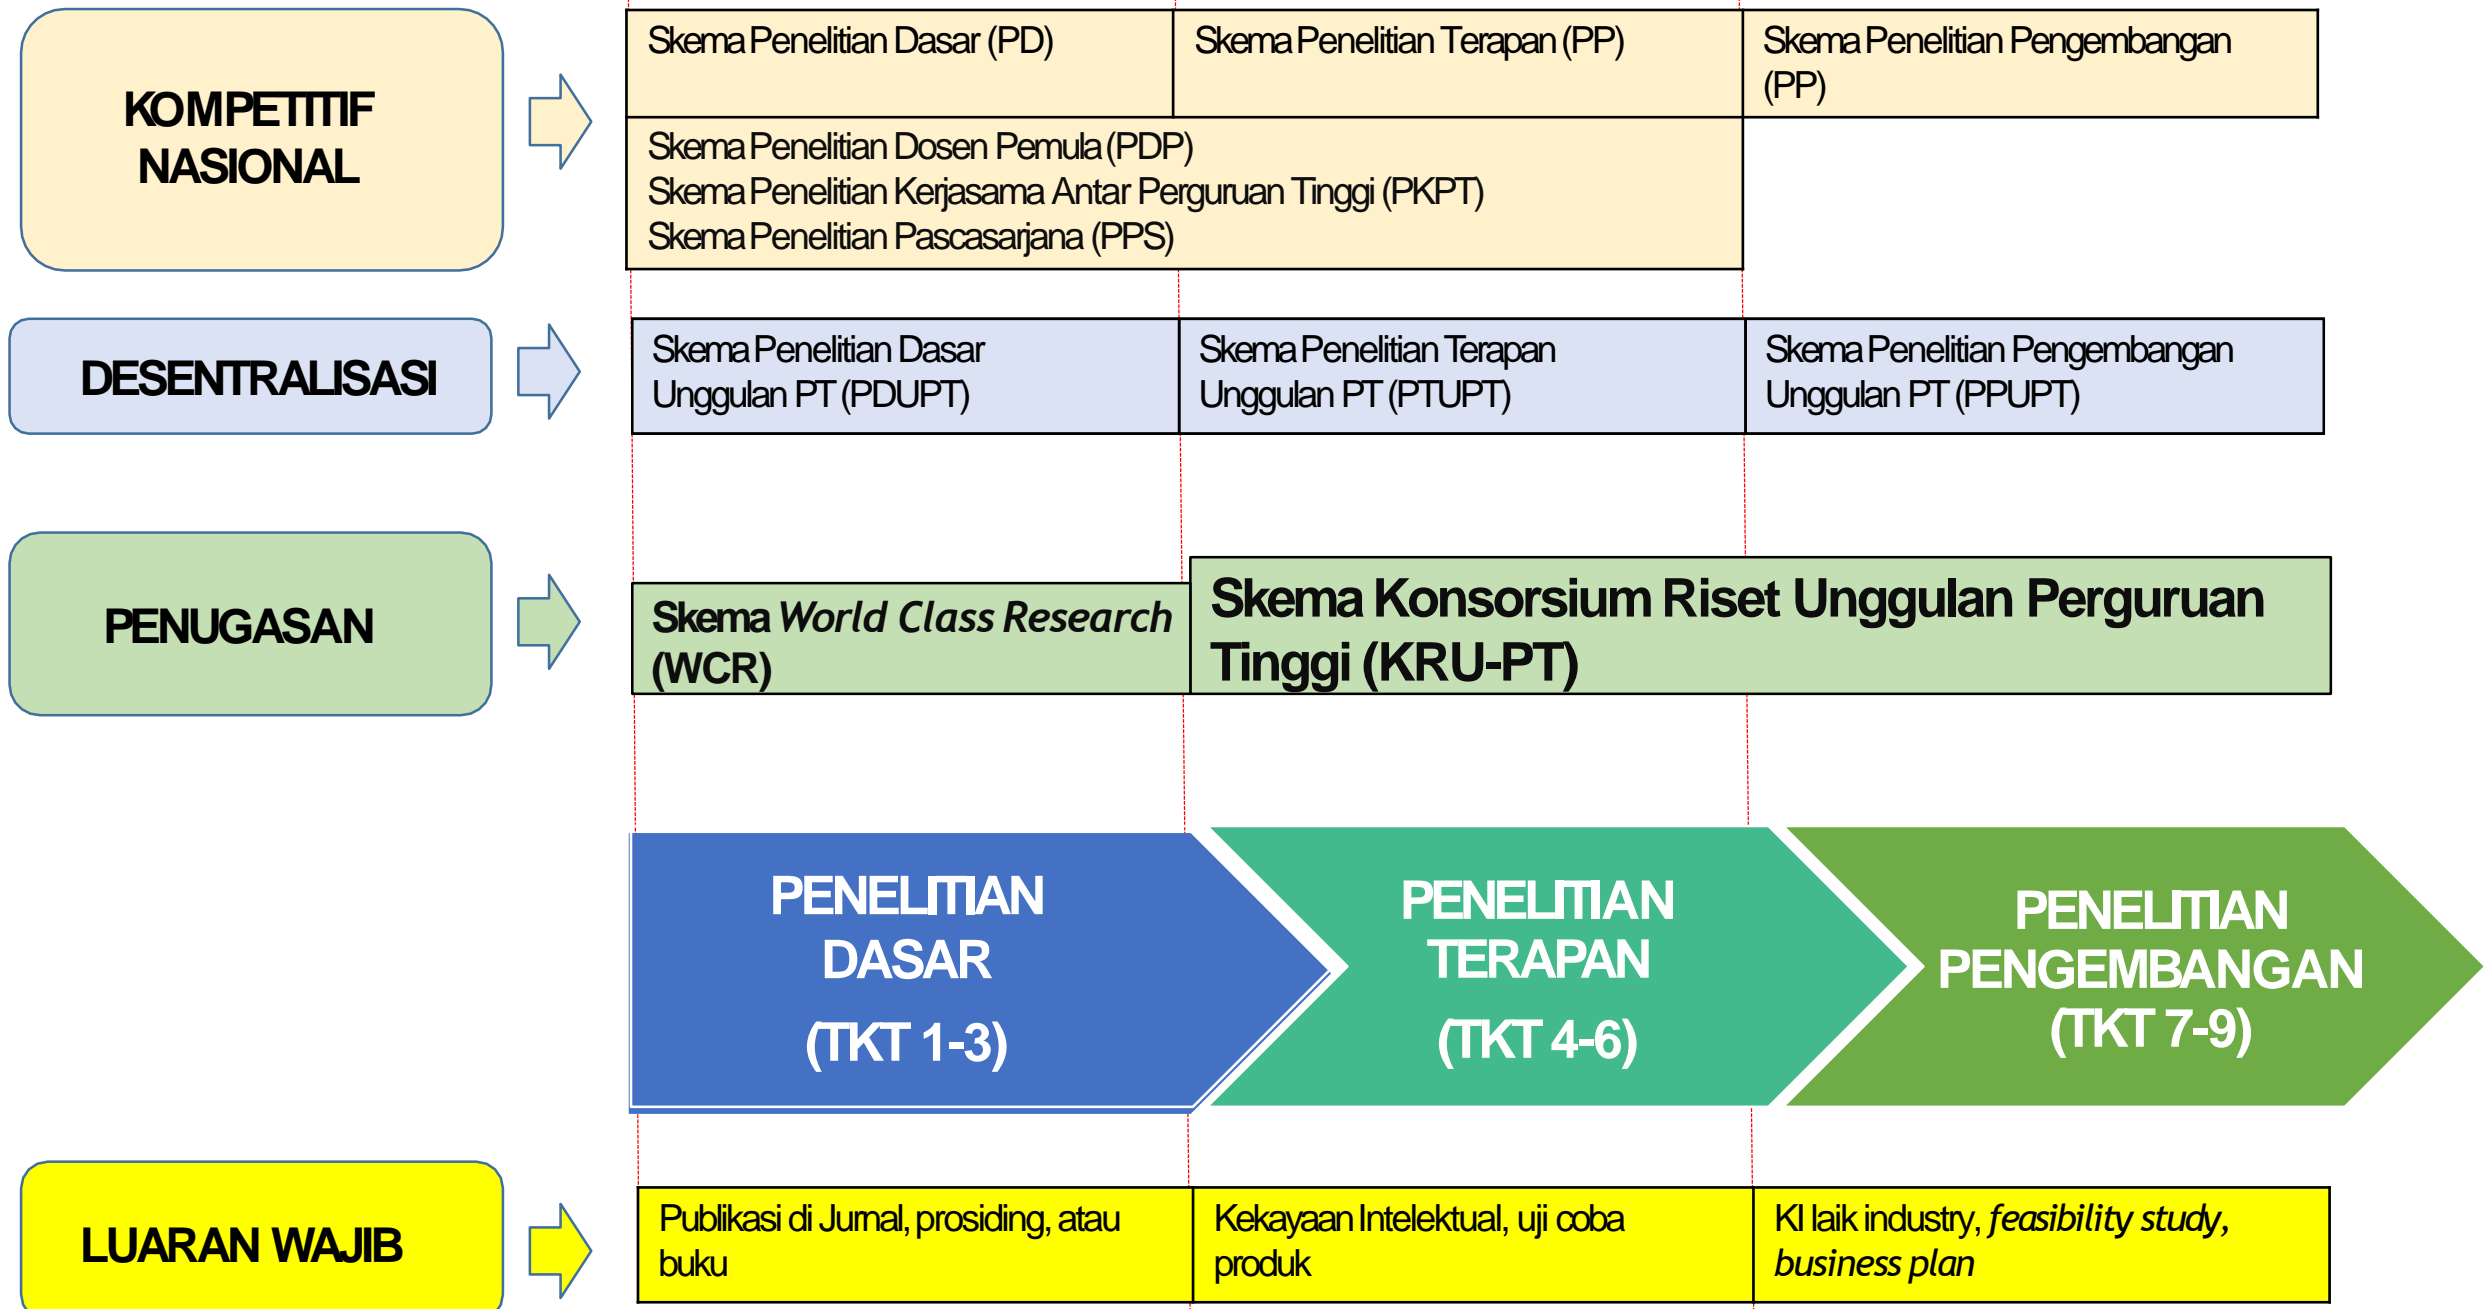 KOMPETITIF
NASIONAL
Skema Penelitian Dasar (PD)
Skema Penelitian Terapan (PP)
Skema Penelitian Pengembangan
(PP)
Skema Penelitian Dosen Pemula (PDP)
Skema Penelitian Kerjasama Antar Perguruan Tinggi (PKPT)
Skema Penelitian Pascasarjana (PPS)
DESENTRALISASI
Skema Penelitian Dasar
Unggulan PT (PDUPT)
Skema Penelitian Terapan
Unggulan PT (PTUPT)
Skema Penelitian Pengembangan
Unggulan PT (PPUPT)
PENUGASAN
Skema World Class Research
(WCR)
Skema Konsorsium Riset Unggulan Perguruan
Tinggi (KRU-PT)
PENELITIAN
DASAR
(TKT 1-3)
PENELITIAN
TERAPAN
(TKT 4-6)
PENELITIAN
PENGEMBANGAN
(TKT 7-9)
LUARAN WAJIB
Publikasi di Jurnal, prosiding, atau
buku
Kekayaan Intelektual, uji coba
produk
KI laik industry, feasibility study,
business plan